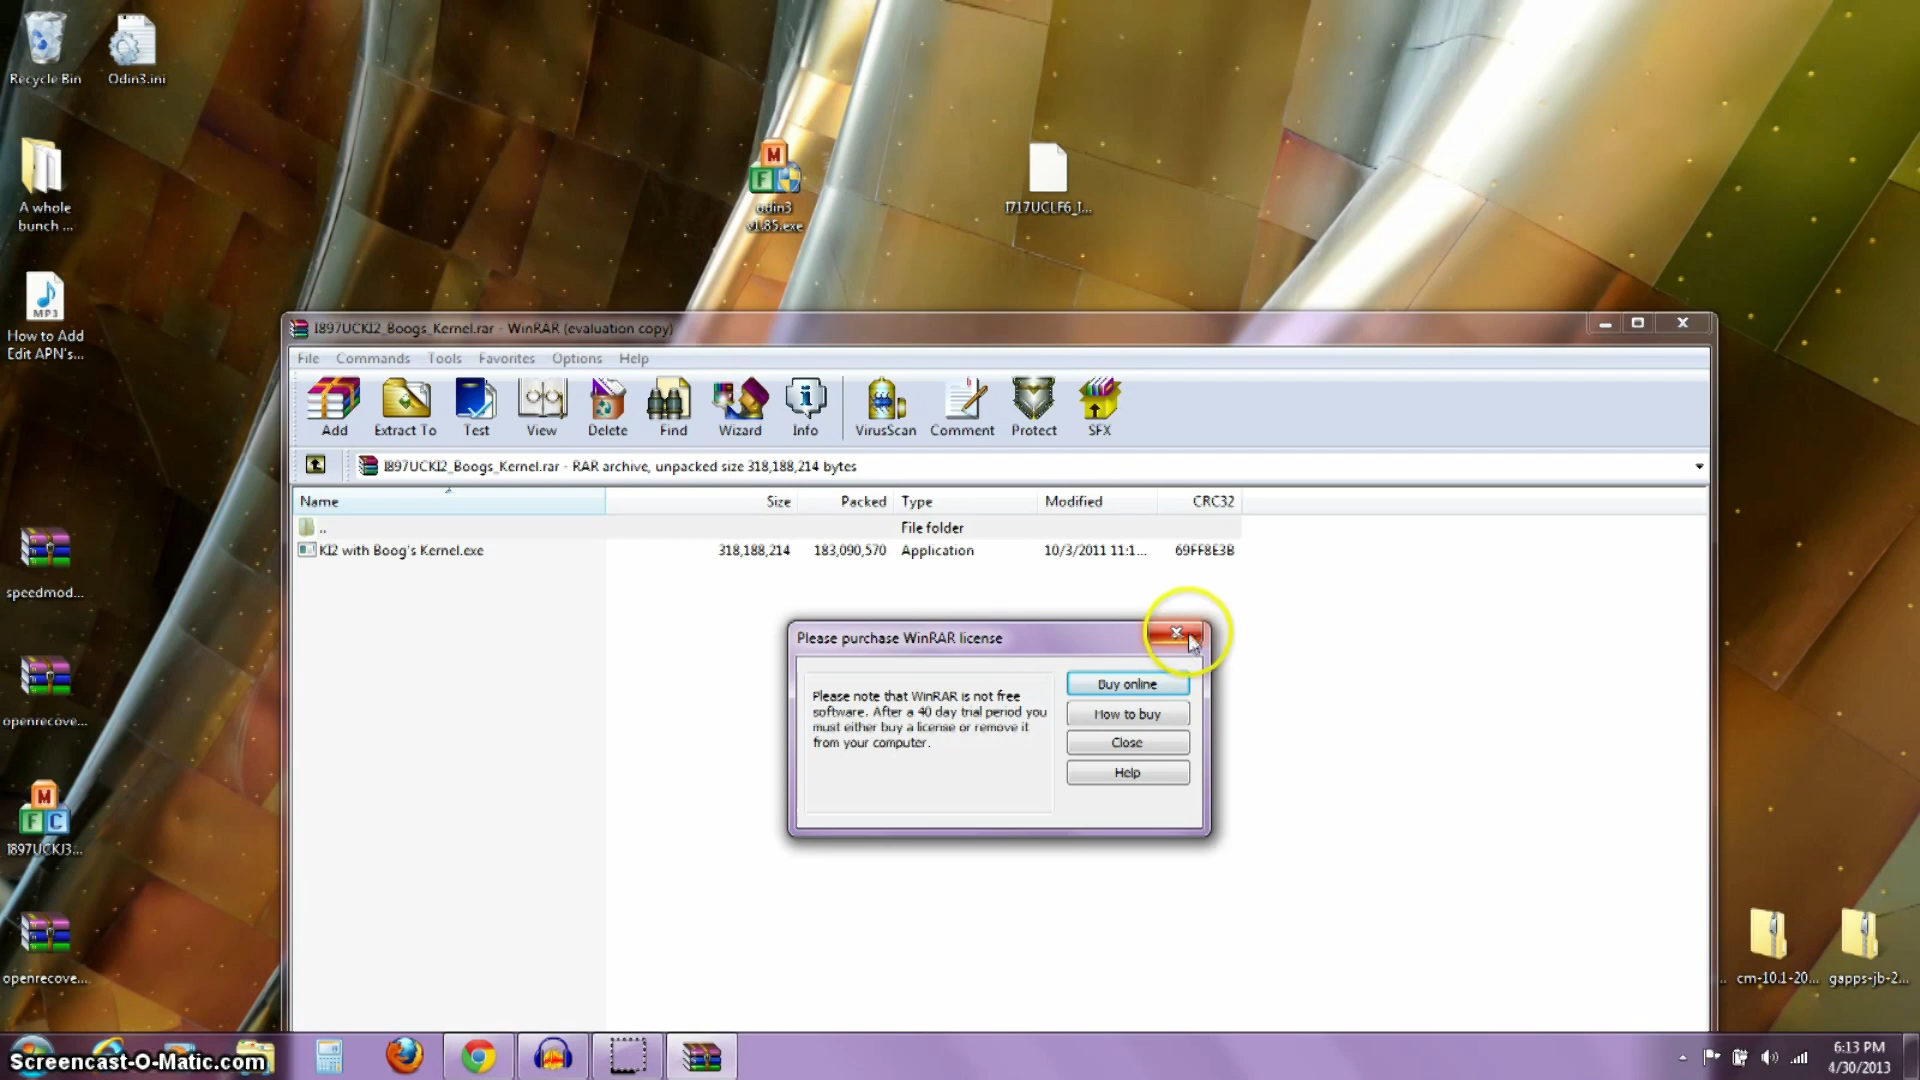 Recycle Bin
Odin3.ini
A whole
bunch ...
odin3
v1.85.exe
I717UCLF6_I...
MP3
How to Add
Edit APN's...
speedmod...
openrecove...
M
F
M
F C
I897UCKJ3...
openrecove...
I897UCKI2_Boogs_Kernel.rar - WinRAR (evaluation copy)
File Commands Tools Favorites Options Help
Add Extract To Test View Delete Find Wizard Info VirusScan Comment Protect SFX
I897UCKI2_Boogs_Kernel.rar - RAR archive, unpacked size 318,188,214 bytes
Name Size Packed Type Modified CRC32
.. File folder
KI2 with Boog's Kernel.exe 318,188,214 183,090,570 Application 10/3/2011 11:1... 69FF8E3B
Please purchase WinRAR license
Please note that WinRAR is not free
software. After a 40 day trial period you
must either buy a license or remove it
from your computer.
Buy online
How to buy
Close
Help
cm-10.1-20...
gapps-jb-2...
Screencast-O-Matic.com
6:13 PM
4/30/2013